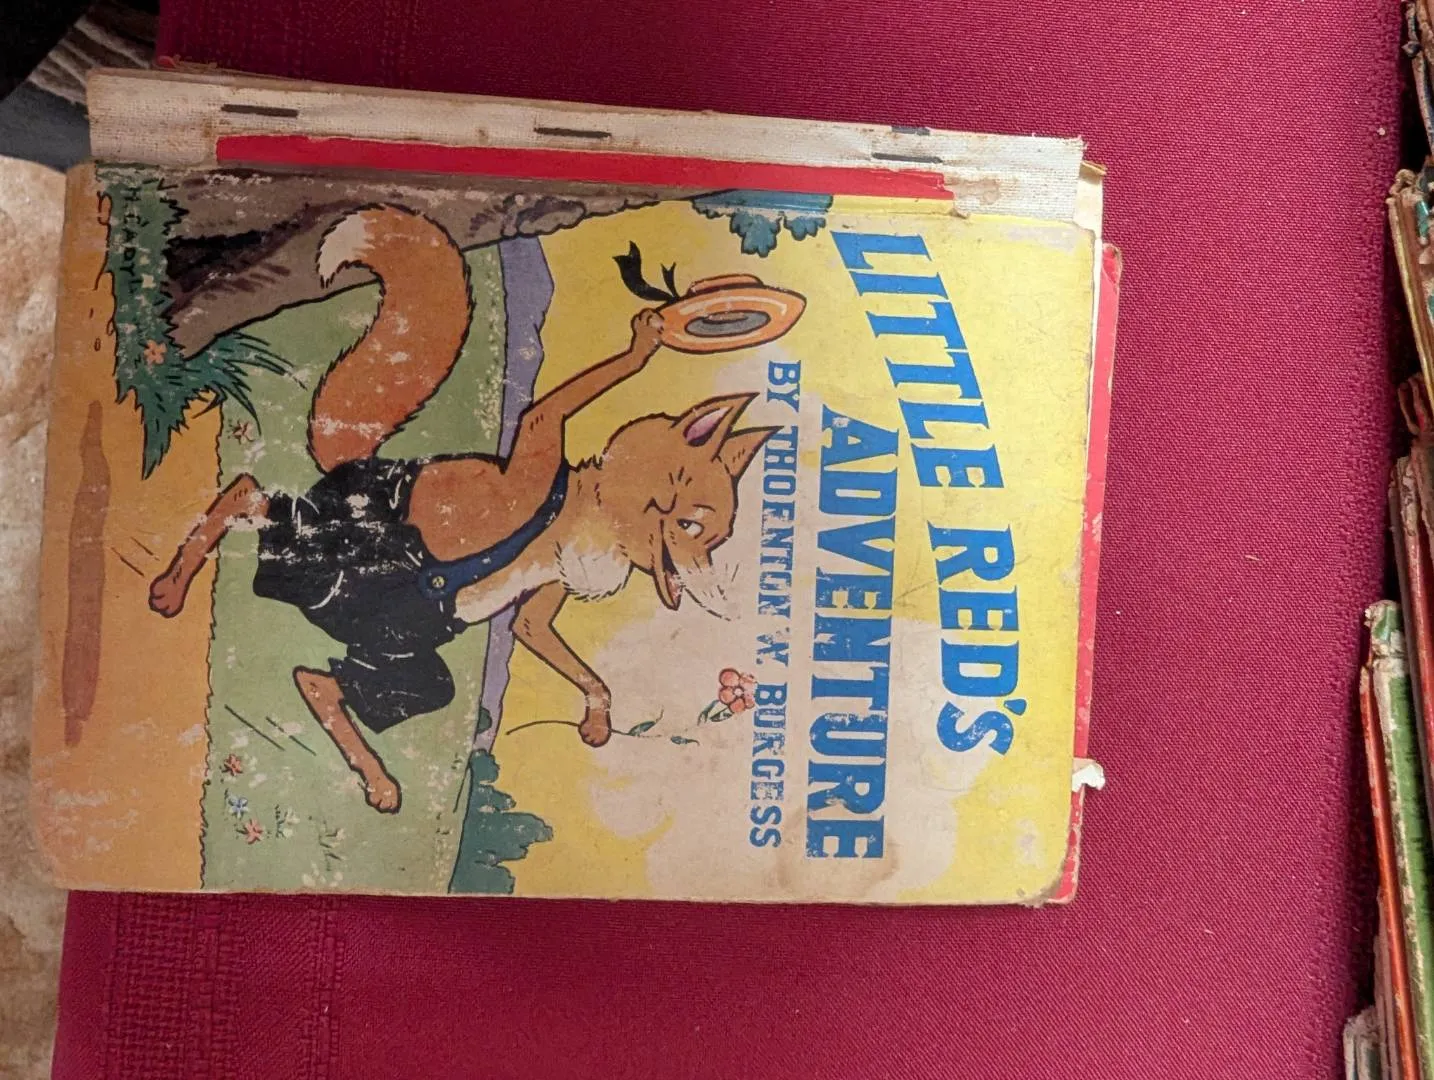 LITTLE RED'S
ADVENTURE
BY THORNTON W. BURGESS